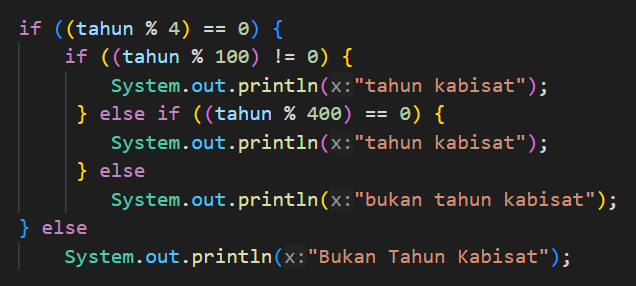 if ((tahun % 4) == 0) {
if ((tahun % 100) != 0) {
System.out.println(x:"tahun kabisat");
} else if ((tahun % 400) == 0) {
System.out.println(x:"tahun kabisat");
} else
System.out.println(x:"bukan tahun kabisat");
} else
System.out.println(x:"Bukan Tahun Kabisat");